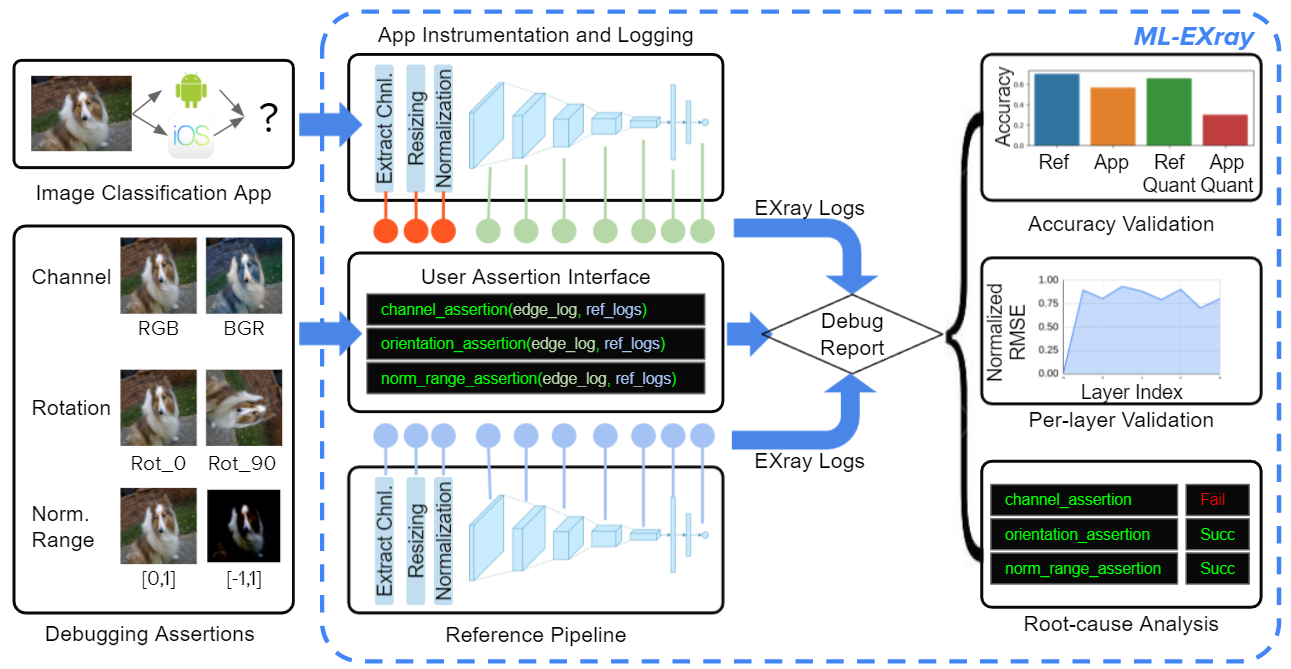 ML-EXray
iOS
?
Image Classification App
Channel
RGB
BGR
Rotation
Rot_0
Rot_90
Norm.
Range
[0,1]
[-1,1]
Debugging Assertions
App Instrumentation and Logging
Extract Chnl.
Resizing
Normalization
User Assertion Interface
channel_assertion(edge_log, ref_logs)
orientation_assertion(edge_log, ref_logs)
norm_range_assertion(edge_log, ref_logs)
Extract Chnl.
Resizing
Normalization
Reference Pipeline
EXray Logs
Debug
Report
EXray Logs
Accuracy
0.6
0.4
0.2
0.0
Ref
App
Ref
Quant
App
Quant
Accuracy Validation
Normalized
RMSE
1.00
0.75
0.50
0.25
0.00
Layer Index
Per-layer Validation
channel_assertion
Fail
orientation_assertion
Succ
norm_range_assertion
Succ
Root-cause Analysis